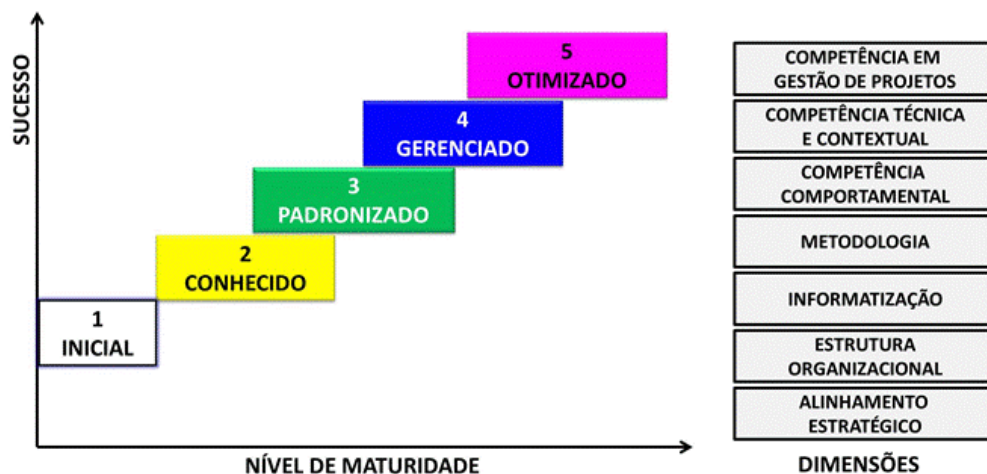 SUCESSO
5
OTIMIZADO
4
GERENCIADO
3
PADRONIZADO
2
CONHECIDO
1
INICIAL
NÍVEL DE MATURIDADE
COMPETÊNCIA EM
GESTÃO DE PROJETOS
COMPETÊNCIA TÉCNICA
E CONTEXTUAL
COMPETÊNCIA
COMPORTAMENTAL
METODOLOGIA
INFORMATIZAÇÃO
ESTRUTURA
ORGANIZACIONAL
ALINHAMENTO
ESTRATÉGICO
DIMENSÕES